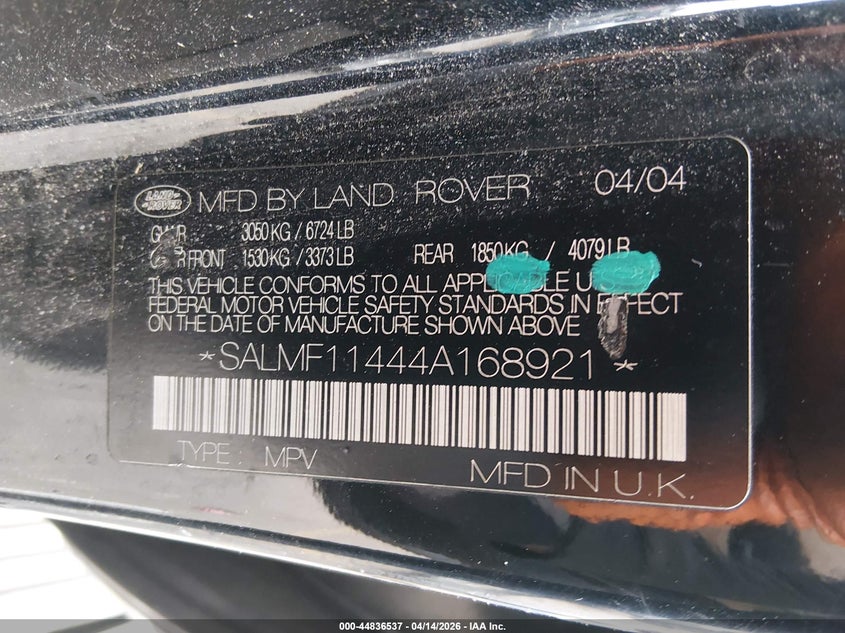 LAND-
ROVER
MFD BY LAND ROVER 04/04
3050 KG / 6724 LB
FRONT 1530 KG / 3373 LB REAR 1850 KG / 4079 LB
THIS VEHICLE CONFORMS TO ALL
FEDERAL MOTOR VEHICLE SAFETY STANDARDS IN
ON THE DATE OF MANUFACTURE SHOWN ABOVE
*SALMF11444A168921*
TYPE: MPV MFD IN U.K.
000-44836537 - 04/14/2026 - IAA Inc.